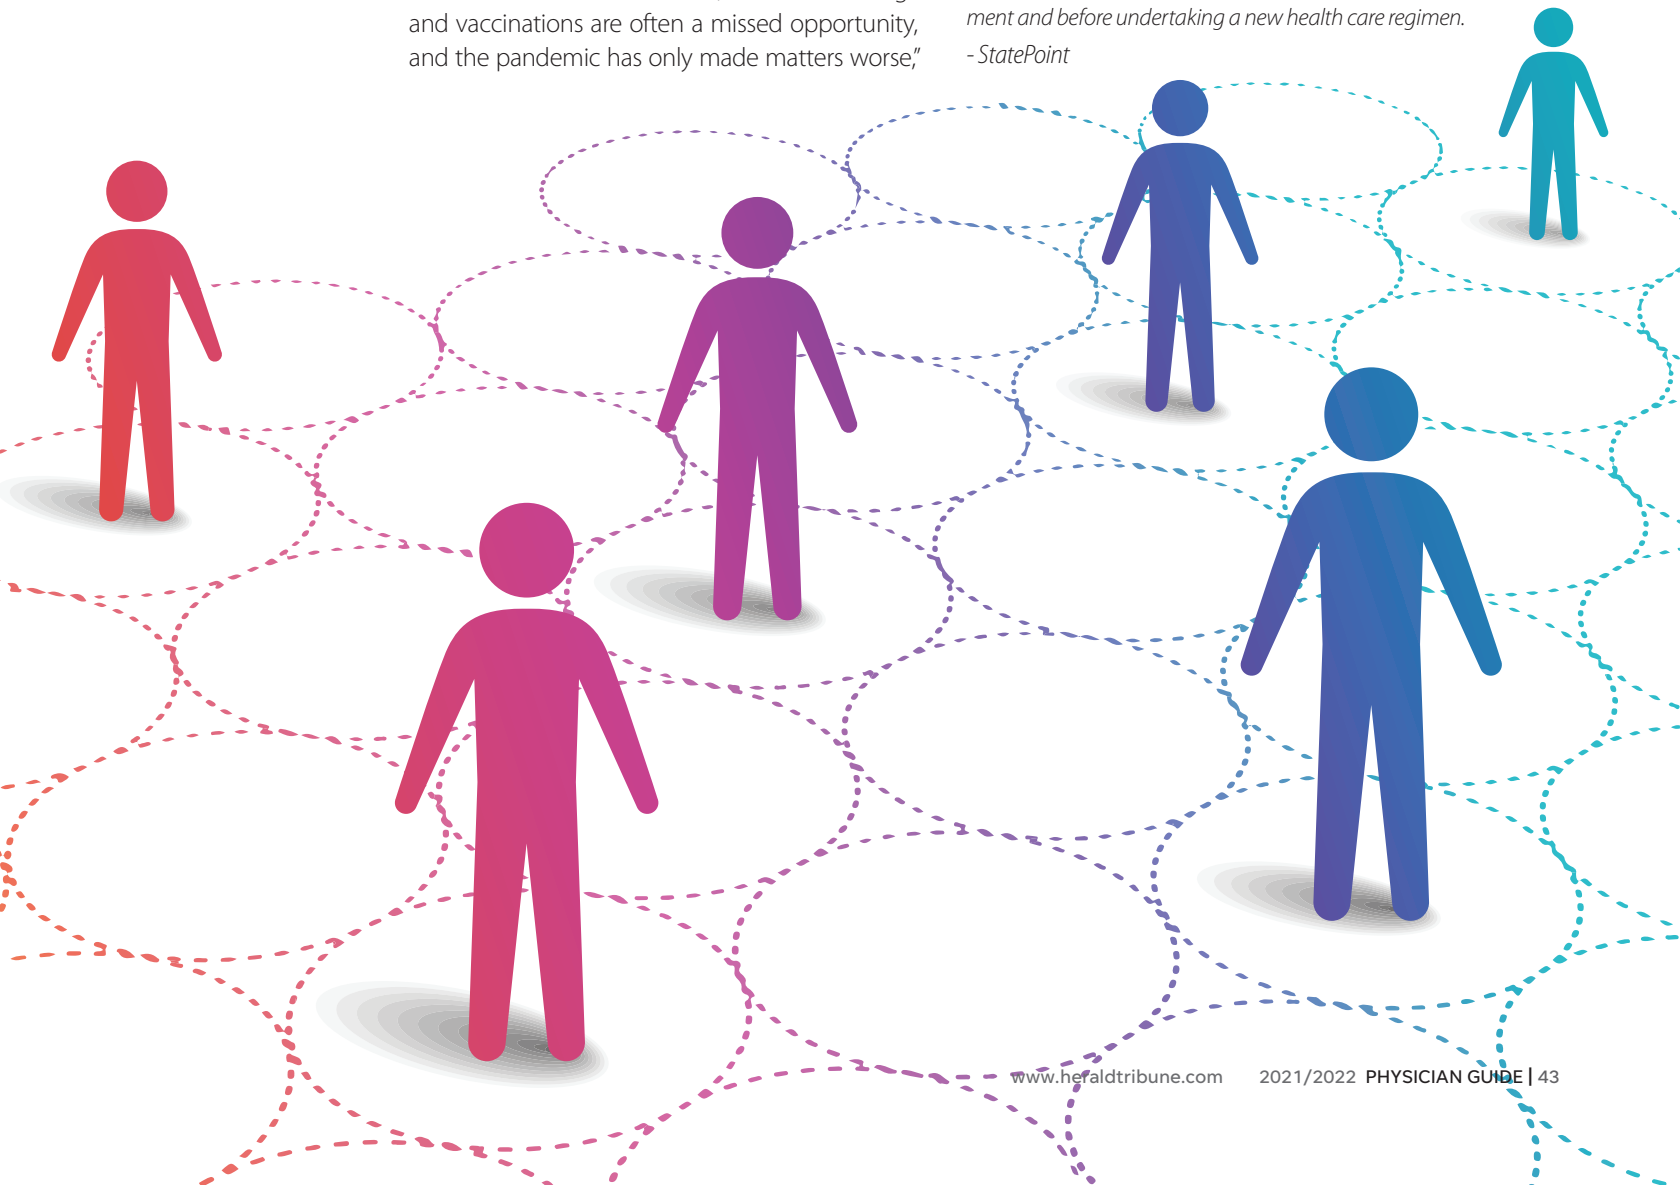 and vaccinations are often a missed opportunity,
and the pandemic has only made matters worse,”
ment and before undertaking a new health care regimen.
- StatePoint
www.heraldtribune.com 2021/2022 PHYSICIAN GUIDE | 43